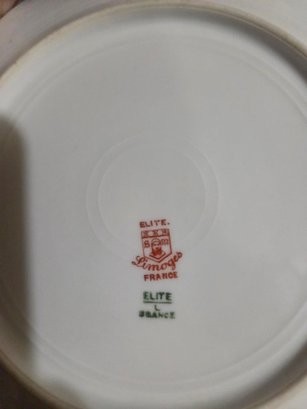 ELITE.
B M
Limoges
FRANCE
ELITE
L
FRANCE